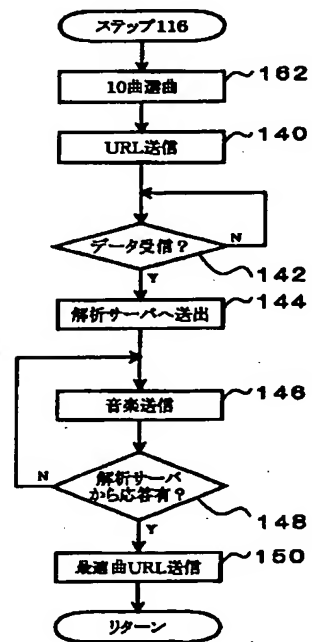 ステップ116
10曲選曲
162
URL送信
140
データ受信?
N
142
Y
解析サーバへ送出
144
音楽送信
146
解析サーバ
から応答有?
N
148
Y
最適曲URL送信
150
リターン